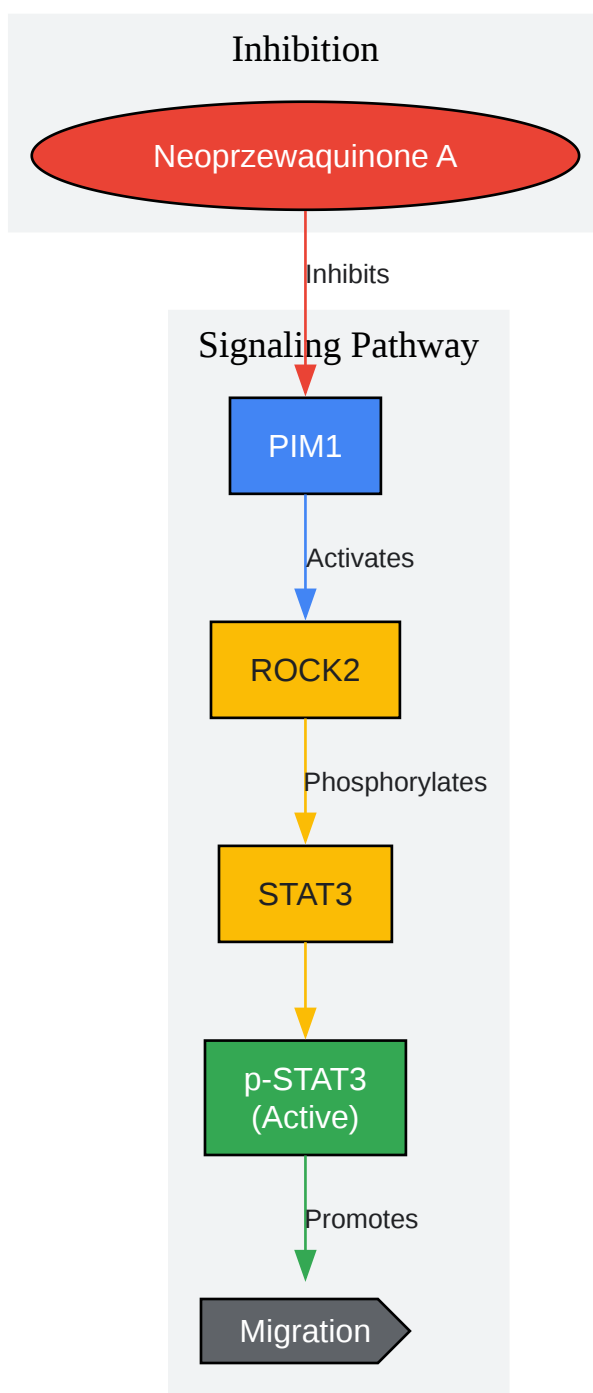 Inhibition
Neoprzewaquinone A
Inhibits
Signaling Pathway
PIM1
Activates
ROCK2
Phosphorylates
STAT3
p-STAT3
(Active)
Promotes
Migration